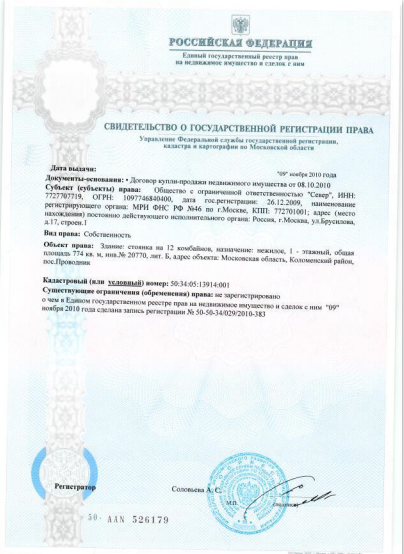 РОССИЙСКАЯ ФЕДЕРАЦИЯ
Единый государственный реестр прав
на недвижимое имущество и сделок с ним
СВИДЕТЕЛЬСТВО О ГОСУДАРСТВЕННОЙ РЕГИСТРАЦИИ ПРАВА
Управление Федеральной службы государственной регистрации,
кадастра и картографии по Московской области
Дата выдачи: "09" ноября 2010 года
Документы-основания: • Договор купли-продажи недвижимого имущества от 08.10.2010
Субъект (субъекты) права: Общество с ограниченной ответственностью "Север", ИНН:
7727707719, ОГРН: 1097746840400, дата гос.регистрации: 26.12.2009, наименование
регистрирующего органа: МРИ ФНС РФ №46 по г.Москве, КПП: 772701001; адрес (место
нахождения) постоянно действующего исполнительного органа: Россия, г.Москва, ул.Брусилова,
д.17, строен.1
Вид права: Собственность
Объект права: Здание: стоянка на 12 комбайнов, назначение: нежилое, 1 - этажный, общая
площадь 774 кв. м, инв.№ 20770, лит. Б, адрес объекта: Московская область, Коломенский район,
пос.Проводник
Кадастровый (или условный) номер: 50:34:05:13914:001
Существующие ограничения (обременения) права: не зарегистрировано
о чем в Едином государственном реестре прав на недвижимое имущество и сделок с ним "09"
ноября 2010 года сделана запись регистрации № 50-50-34/029/2010-383
Регистратор Соловьева А. С.
М.П. (подпись)
50- ААN 526179